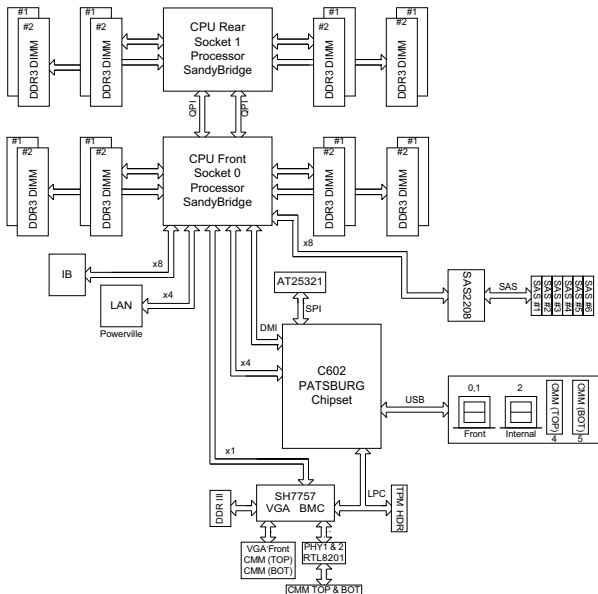 #1
#2
DDR3 DIMM
#1
#2
DDR3 DIMM
CPU Rear
Socket 1
Processor
SandyBridge
#1
#2
DDR3 DIMM
#1
#2
DDR3 DIMM
QPI
QPI
#1
#2
DDR3 DIMM
#1
#2
DDR3 DIMM
CPU Front
Socket 0
Processor
SandyBridge
#1
#2
DDR3 DIMM
#1
#2
DDR3 DIMM
x8
x8
IB
x4
LAN
Powerville
AT25321
SPI
SAS2208
SAS
SAS #1
SAS #2
SAS #3
SAS #4
SAS #5
SAS #6
DMI
x4
C602
PATSBURG
Chipset
USB
0,1
Front
2
Internal
CMM (TOP)
4
CMM (BOT)
5
x1
LPC
TPM HDR
DDR III
SH7757
VGA BMC
VGA Front
CMM (TOP)
CMM (BOT)
PHY1 & 2
RTL8201
CMM TOP & BOT